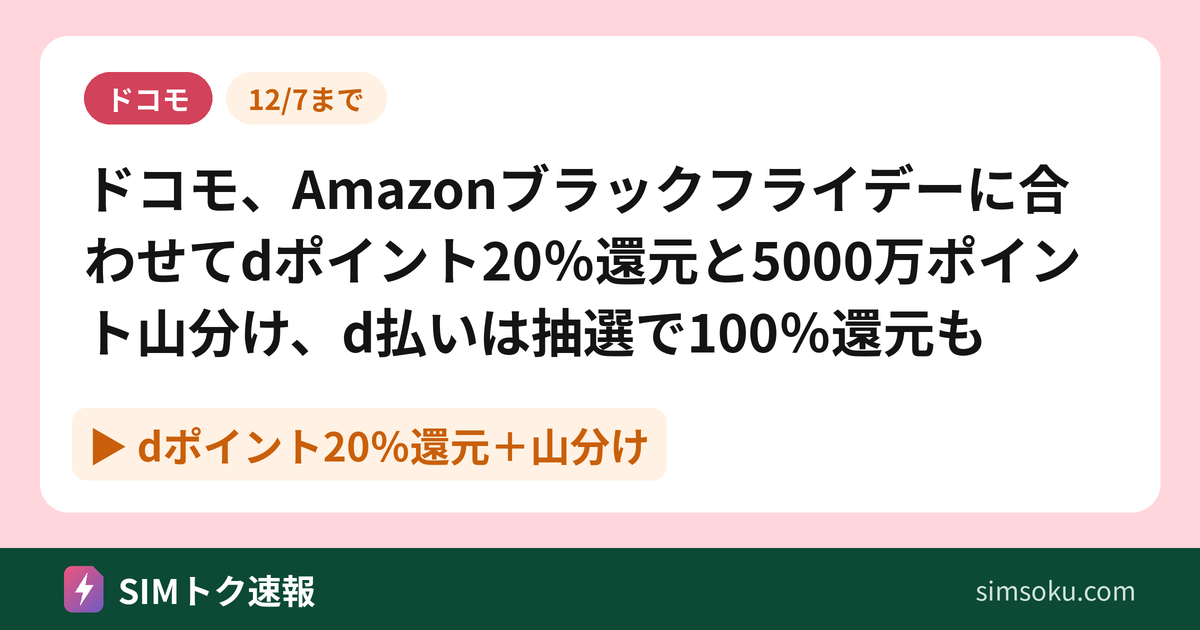 ドコモ
12/7まで
ドコモ、Amazonブラックフライデーに合
わせてdポイント20%還元と5000万ポイン
ト山分け、d払いは抽選で100%還元も
▶ dポイント20%還元＋山分け
SIMトク速報
simsoku.com